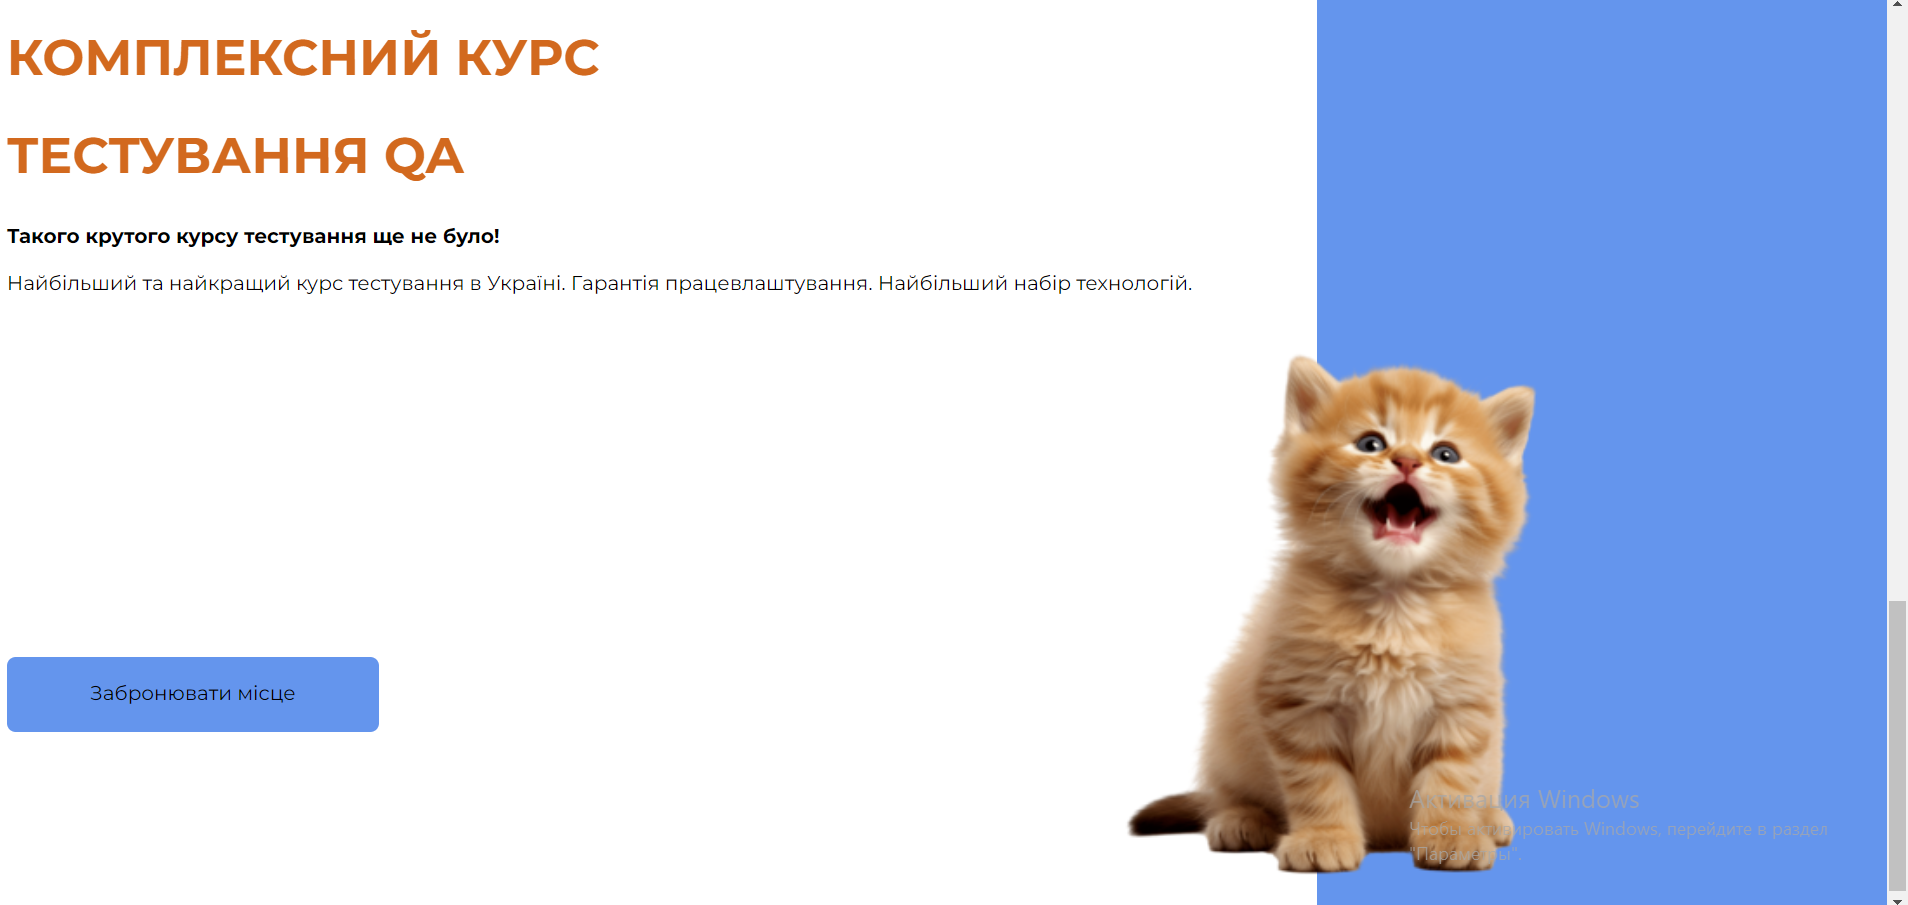 КОМПЛЕКСНИЙ КУРС
ТЕСТУВАННЯ QA
Такого крутого курсу тестування ще не було!
Найбільший та найкращий курс тестування в Україні. Гарантія працевлаштування. Найбільший набір технологій.
Забронювати місце
Активация Windows
Чтобы активировать Windows, перейдите в раздел
"Параметры".